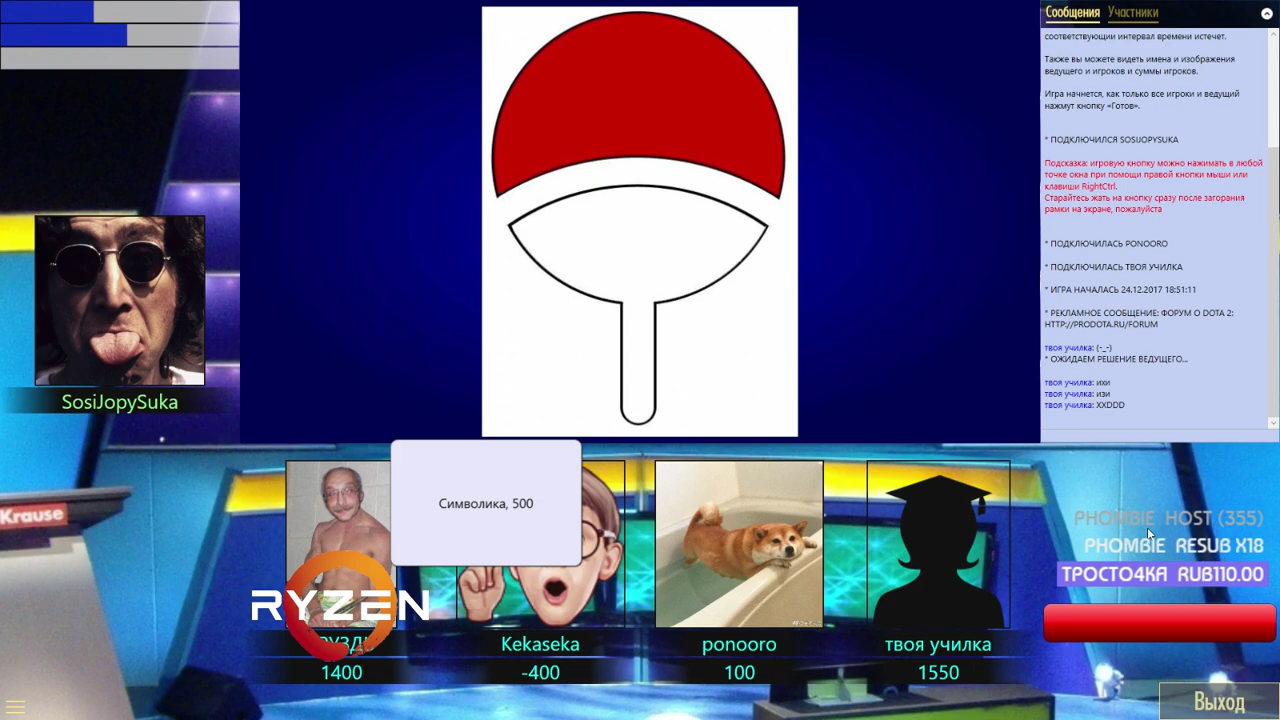 Сообщения Участники
соответствующии интервал времени истечет.
Также вы можете видеть имена и изображения
ведущего и игроков и суммы игроков.
Игра начнется, как только все игроки и ведущий
нажмут кнопку «Готов».
* ПОДКЛЮЧИЛСЯ SOSIJOPYSUKA
Подсказка: игровую кнопку можно нажимать в любой
точке окна при помощи правой кнопки мыши или
клавиши RightCtrl.
Старайтесь жать на кнопку сразу после загорания
рамки на экране, пожалуйста
* ПОДКЛЮЧИЛАСЬ PONOORO
* ПОДКЛЮЧИЛАСЬ ТВОЯ УЧИЛКА
* ИГРА НАЧАЛАСЬ 24.12.2017 18:51:11
* РЕКЛАМНОЕ СООБЩЕНИЕ: ФОРУМ О DOTA 2:
HTTP://PRODOTA.RU/FORUM
твоя училка: (-_-)
* ОЖИДАЕМ РЕШЕНИЕ ВЕДУЩЕГО...
твоя училка: ихи
твоя училка: изи
твоя училка: XXDDD
SosiJopySuka
Символика, 500
Krause
RYZEN
PHOMBIE HOST (355)
PHOMBIE RESUB X18
ТРОСТО4КА RUB110.00
Kekaseka
ponooro
твоя училка
1400
-400
100
1550
Выход